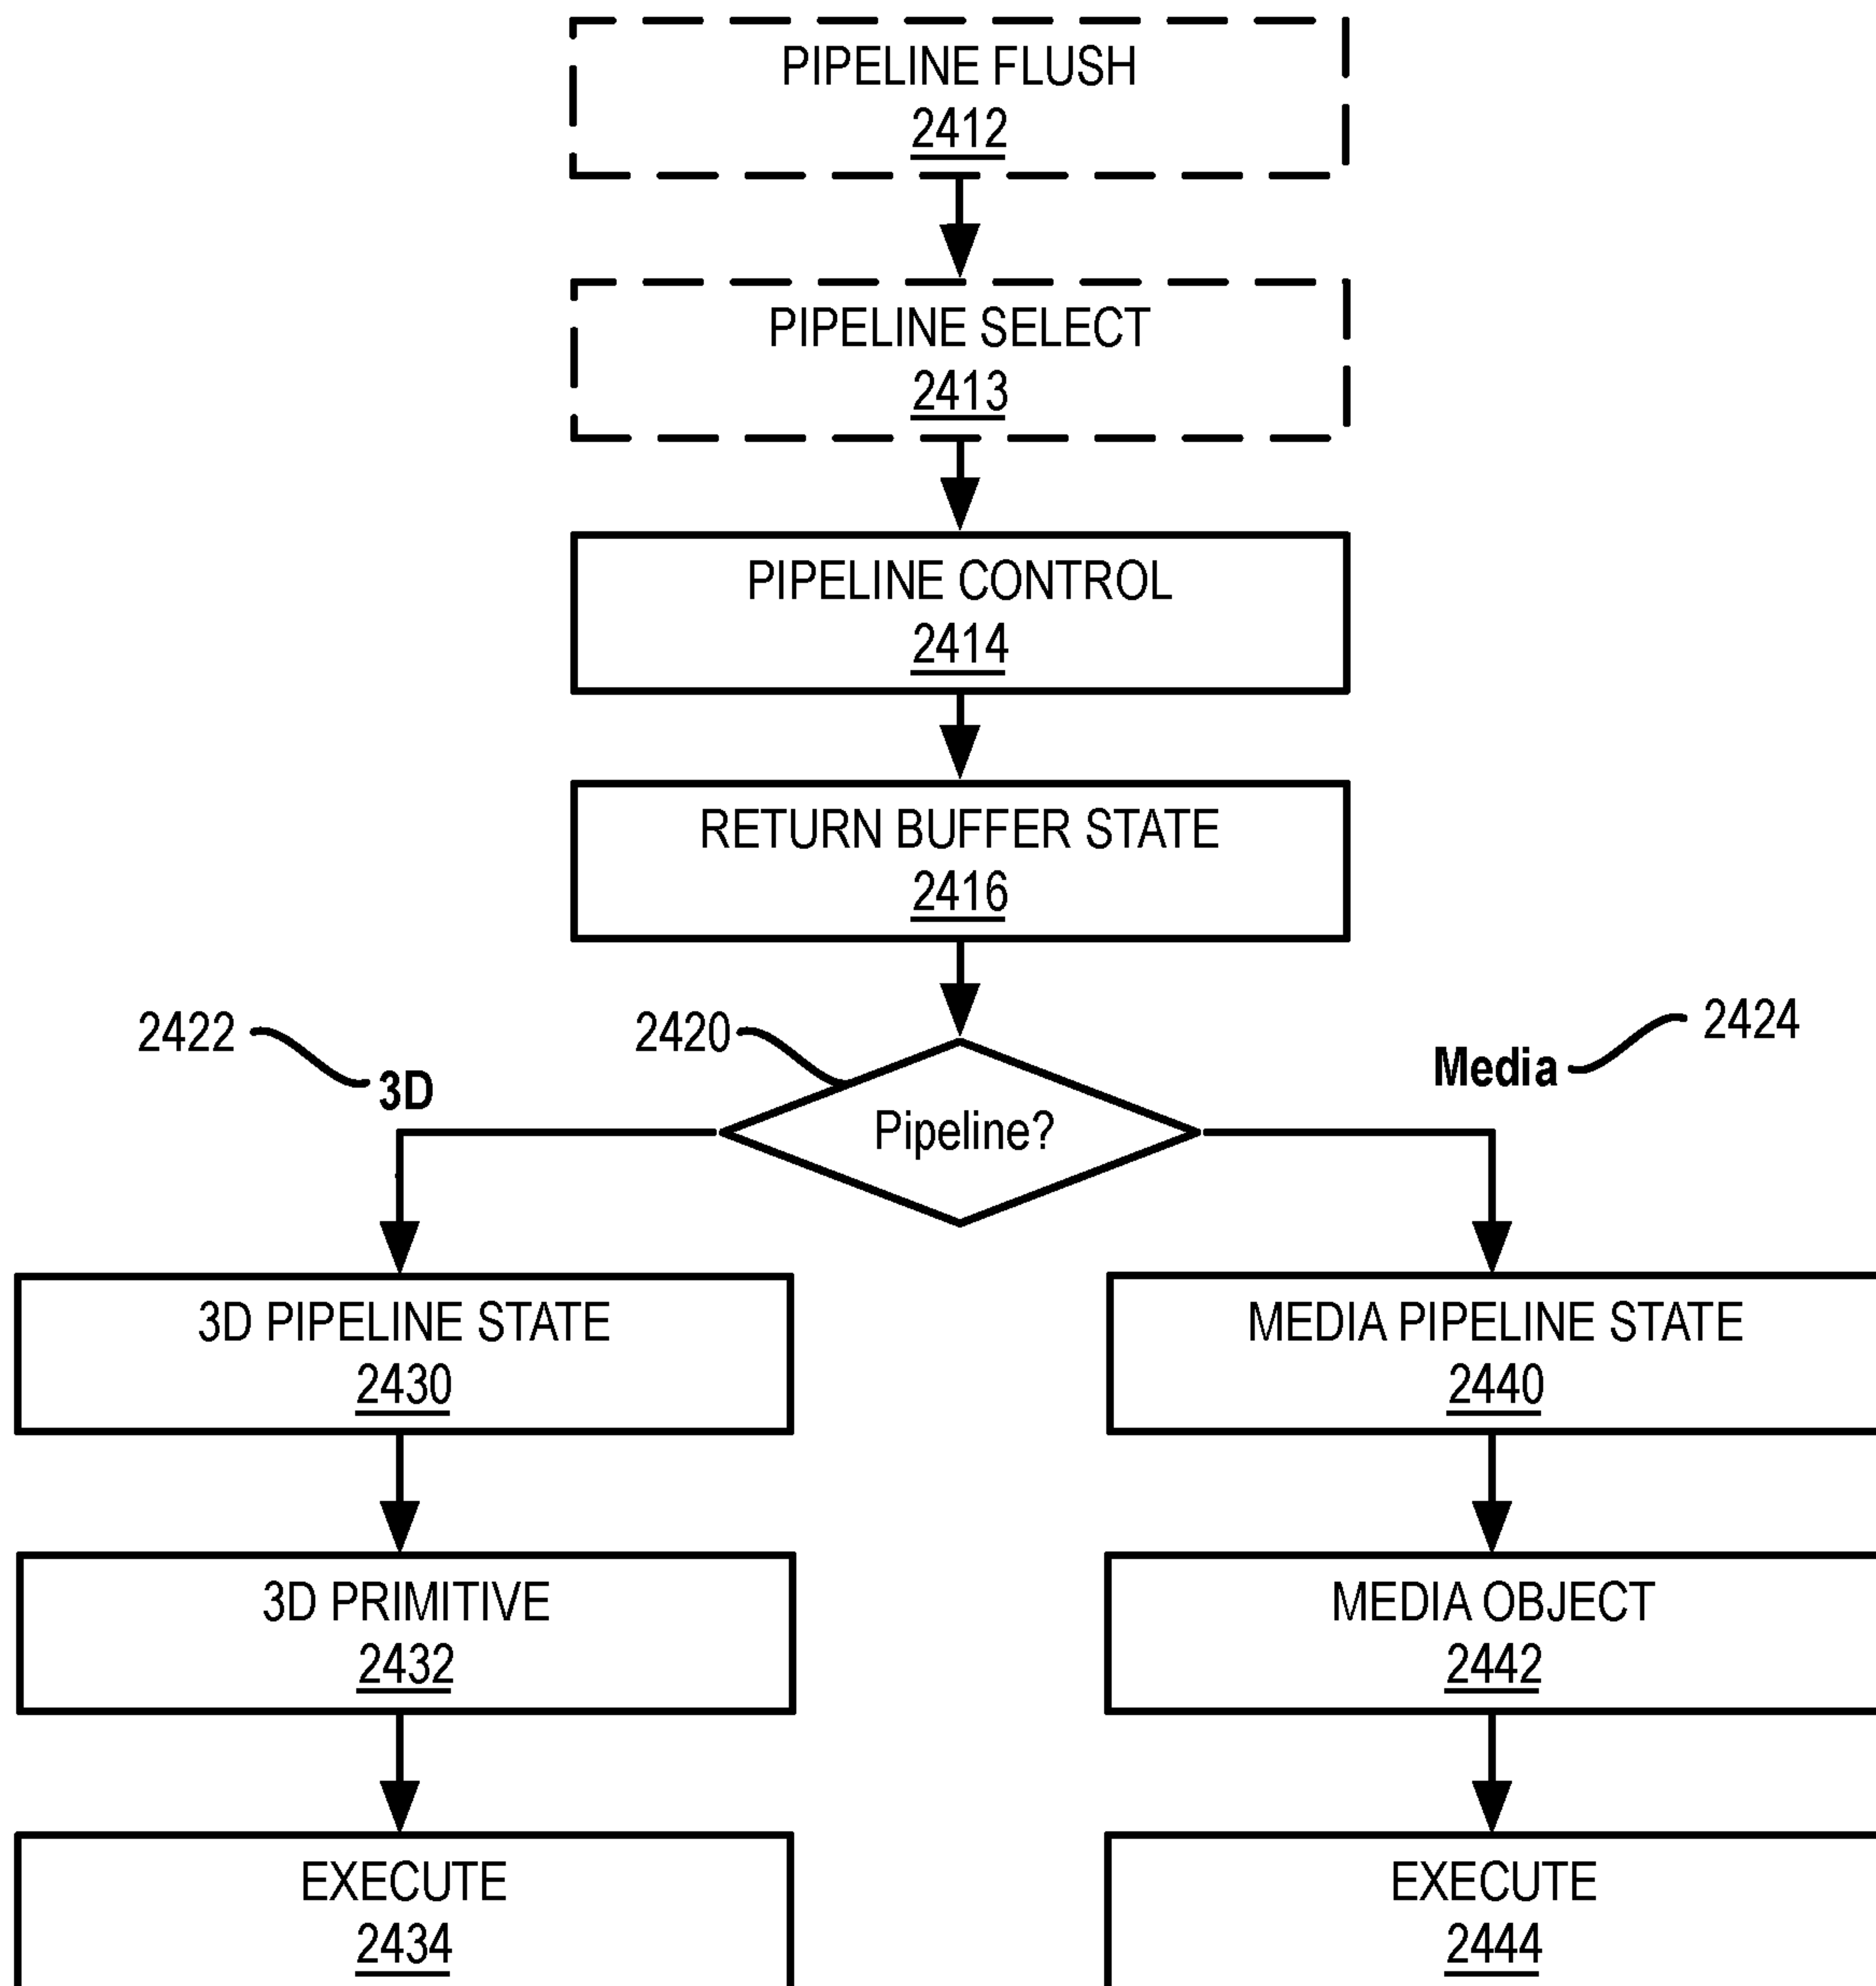 PIPELINE FLUSH
2412
PIPELINE SELECT
2413
PIPELINE CONTROL
2414
RETURN BUFFER STATE
2416
2422
2420
2424
3D
Media
Pipeline?
3D PIPELINE STATE
2430
MEDIA PIPELINE STATE
2440
3D PRIMITIVE
2432
MEDIA OBJECT
2442
EXECUTE
2434
EXECUTE
2444